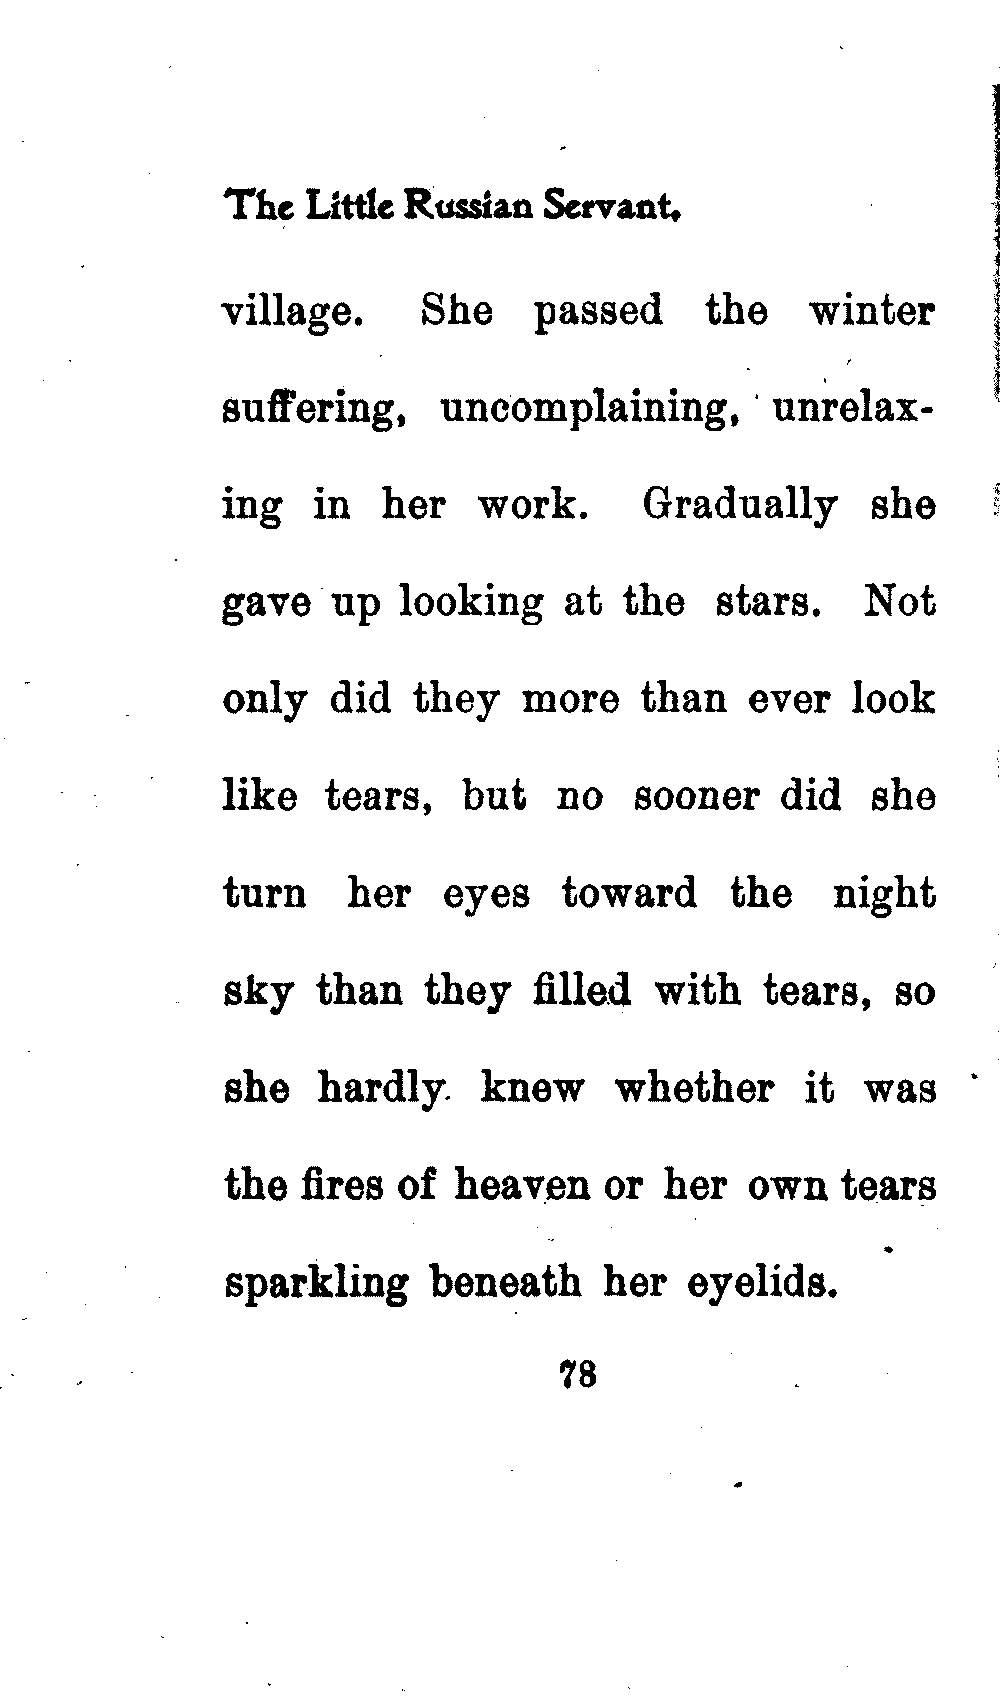 The Little Russian Servant.
village. She passed the winter
suffering, uncomplaining, unrelax-
ing in her work. Gradually she
gave up looking at the stars. Not
only did they more than ever look
like tears, but no sooner did she
turn her eyes toward the night
sky than they filled with tears, so
she hardly knew whether it was
the fires of heaven or her own tears
sparkling beneath her eyelids.
78